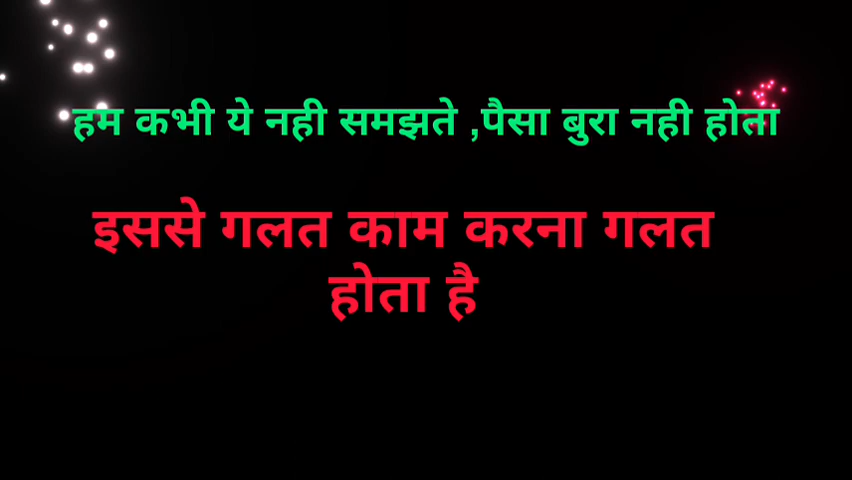 हम कभी ये नही समझते ,पैसा बुरा नही होता
इससे गलत काम करना गलत
होता है